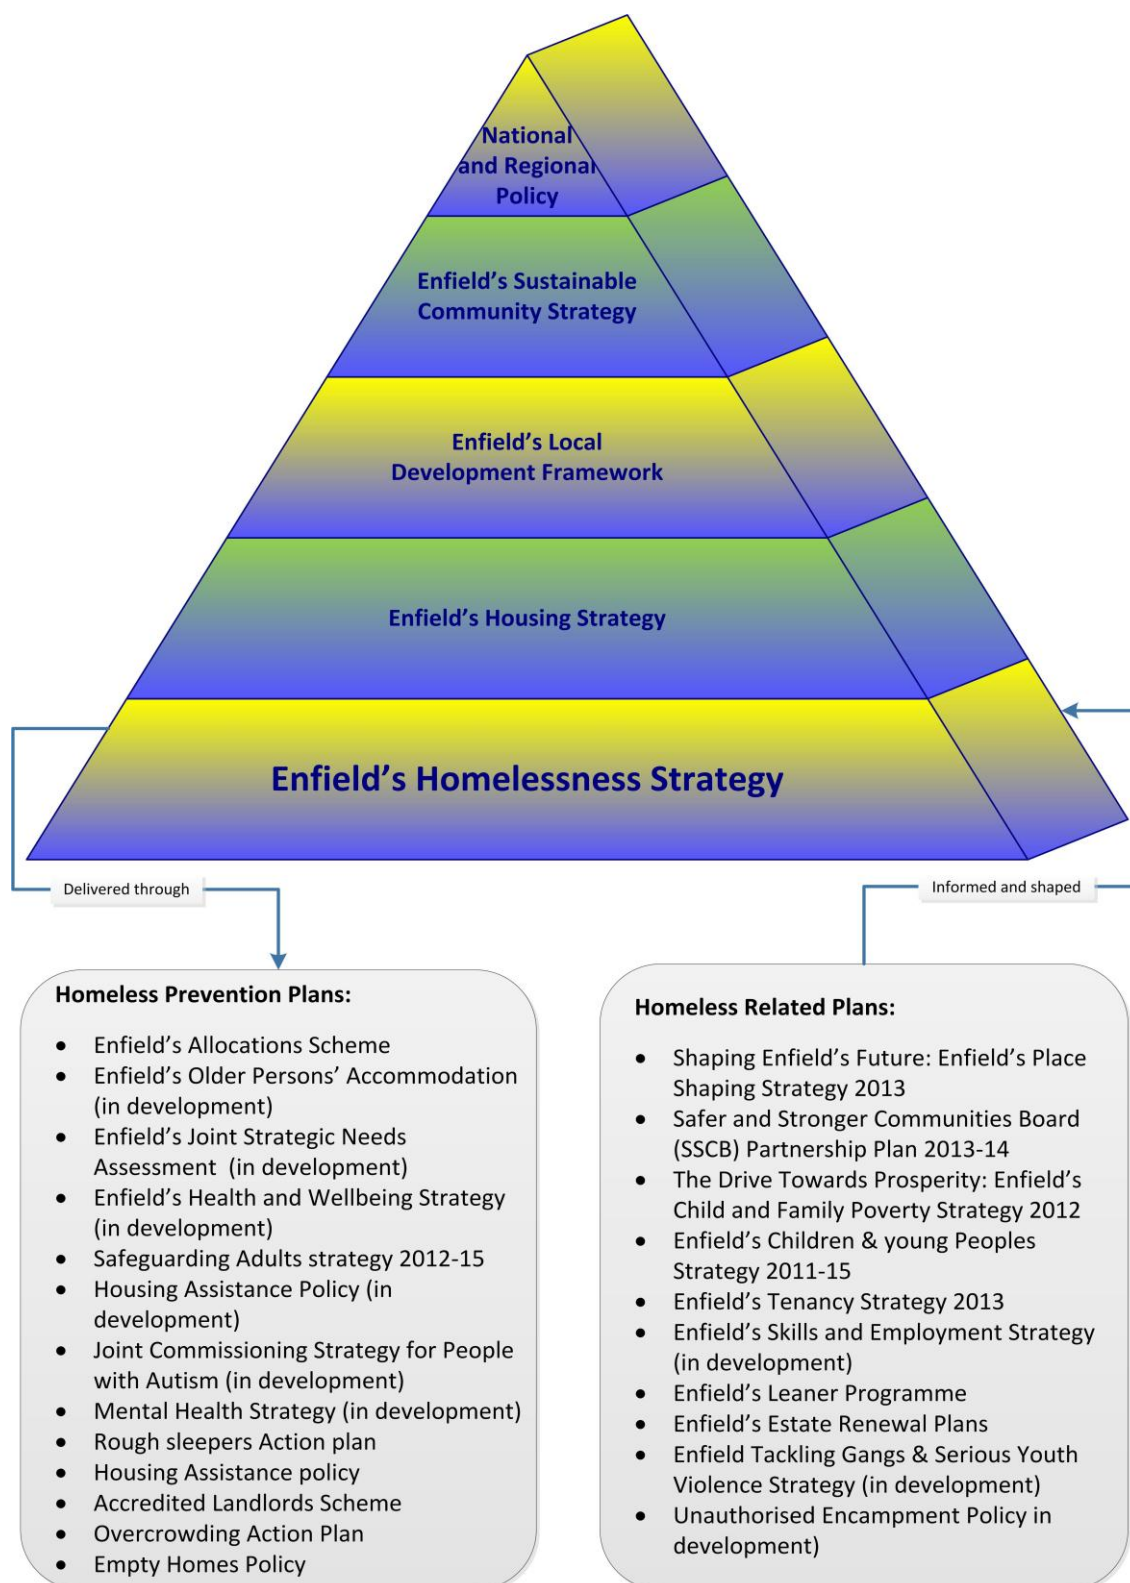 National
and Regional
Policy
Enfield’s Sustainable
Community Strategy
Enfield’s Local
Development Framework
Enfield’s Housing Strategy
Enfield’s Homelessness Strategy
Delivered through
Informed and shaped
Homeless Prevention Plans:
• Enfield’s Allocations Scheme
• Enfield’s Older Persons’ Accommodation
(in development)
• Enfield’s Joint Strategic Needs
Assessment (in development)
• Enfield’s Health and Wellbeing Strategy
(in development)
• Safeguarding Adults strategy 2012-15
• Housing Assistance Policy (in
development)
• Joint Commissioning Strategy for People
with Autism (in development)
• Mental Health Strategy (in development)
• Rough sleepers Action plan
• Housing Assistance policy
• Accredited Landlords Scheme
• Overcrowding Action Plan
• Empty Homes Policy
Homeless Related Plans:
• Shaping Enfield’s Future: Enfield’s Place
Shaping Strategy 2013
• Safer and Stronger Communities Board
(SSCB) Partnership Plan 2013-14
• The Drive Towards Prosperity: Enfield’s
Child and Family Poverty Strategy 2012
• Enfield’s Children & young Peoples
Strategy 2011-15
• Enfield’s Tenancy Strategy 2013
• Enfield’s Skills and Employment Strategy
(in development)
• Enfield’s Leaner Programme
• Enfield’s Estate Renewal Plans
• Enfield Tackling Gangs & Serious Youth
Violence Strategy (in development)
• Unauthorised Encampment Policy in
development)